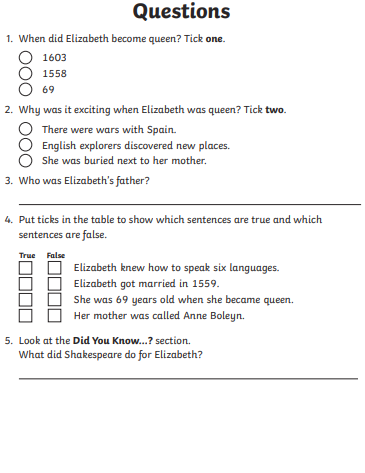 Questions
1. When did Elizabeth become queen? Tick one.
1603
1558
69
2. Why was it exciting when Elizabeth was queen? Tick two.
There were wars with Spain.
English explorers discovered new places.
She was buried next to her mother.
3. Who was Elizabeth's father?
4. Put ticks in the table to show which sentences are true and which
sentences are false.
True False
Elizabeth knew how to speak six languages.
Elizabeth got married in 1559.
She was 69 years old when she became queen.
Her mother was called Anne Boleyn.
5. Look at the Did You Know...? section.
What did Shakespeare do for Elizabeth?